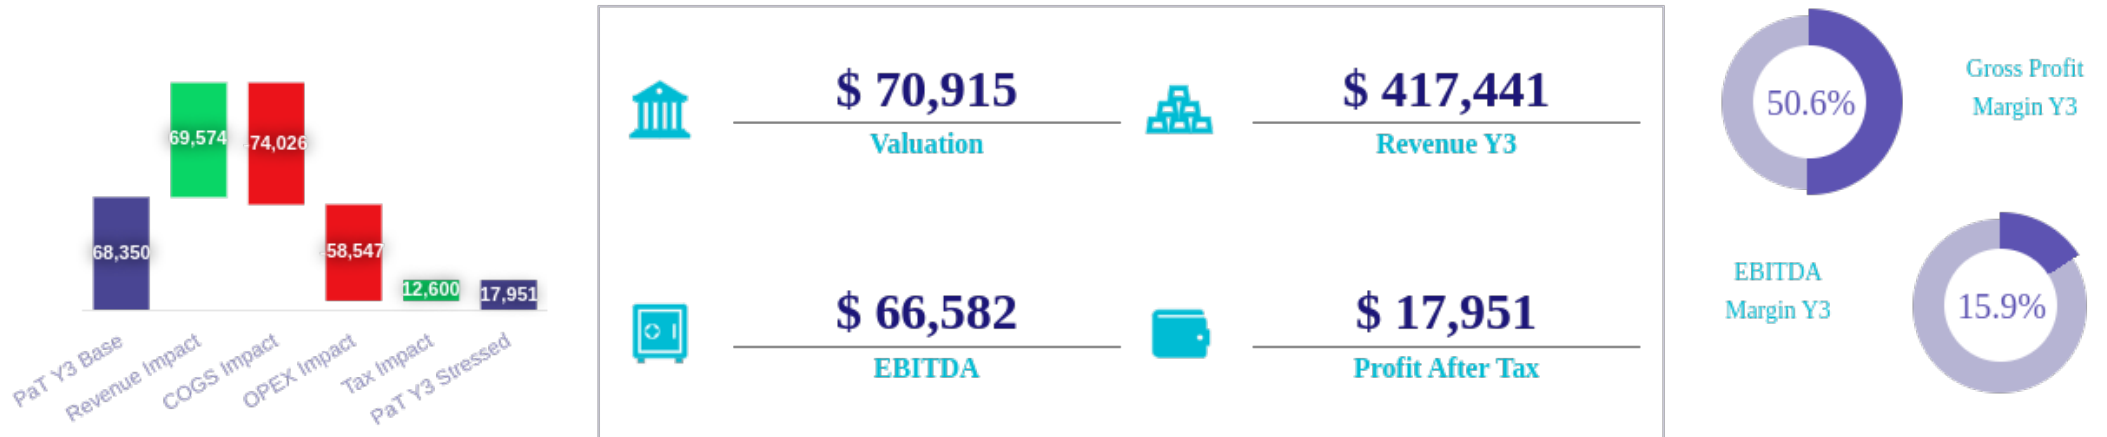 69,574
-74,026
68,350
-58,547
12,600
17,951
PaT Y3 Base
Revenue Impact
COGS Impact
OPEX Impact
Tax Impact
PaT Y3 Stressed
$ 70,915
Valuation
$ 417,441
Revenue Y3
$ 66,582
EBITDA
$ 17,951
Profit After Tax
50.6%
Gross Profit
Margin Y3
EBITDA
Margin Y3
15.9%